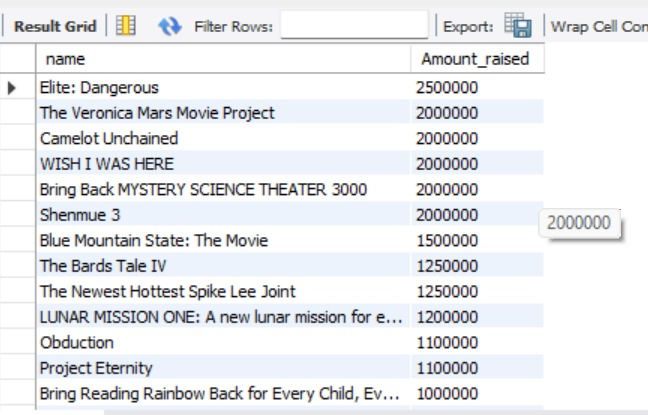 Result Grid Filter Rows: Export: Wrap Cell Con
name Amount_raised
Elite: Dangerous 2500000
The Veronica Mars Movie Project 2000000
Camelot Unchained 2000000
WISH I WAS HERE 2000000
Bring Back MYSTERY SCIENCE THEATER 3000 2000000
Shenmue 3 2000000
2000000
Blue Mountain State: The Movie 1500000
The Bards Tale IV 1250000
The Newest Hottest Spike Lee Joint 1250000
LUNAR MISSION ONE: A new lunar mission for e... 1200000
Obduction 1100000
Project Eternity 1100000
Bring Reading Rainbow Back for Every Child, Ev... 1000000